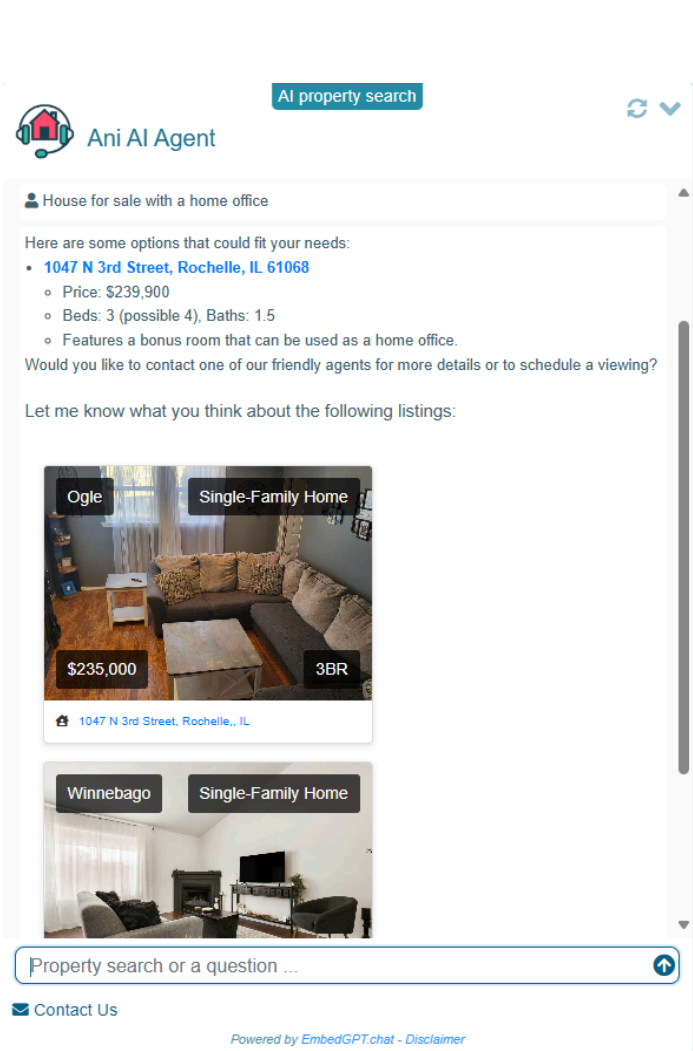 AI property search
Ani AI Agent
House for sale with a home office
Here are some options that could fit your needs:
• 1047 N 3rd Street, Rochelle, IL 61068
Price: $239,900
Beds: 3 (possible 4), Baths: 1.5
Features a bonus room that can be used as a home office.
Would you like to contact one of our friendly agents for more details or to schedule a viewing?
Let me know what you think about the following listings:
Ogle Single-Family Home
$235,000 3BR
1047 N 3rd Street, Rochelle,, IL
Winnebago Single-Family Home
Property search or a question ...
Contact Us
Powered by EmbedGPT.chat - Disclaimer